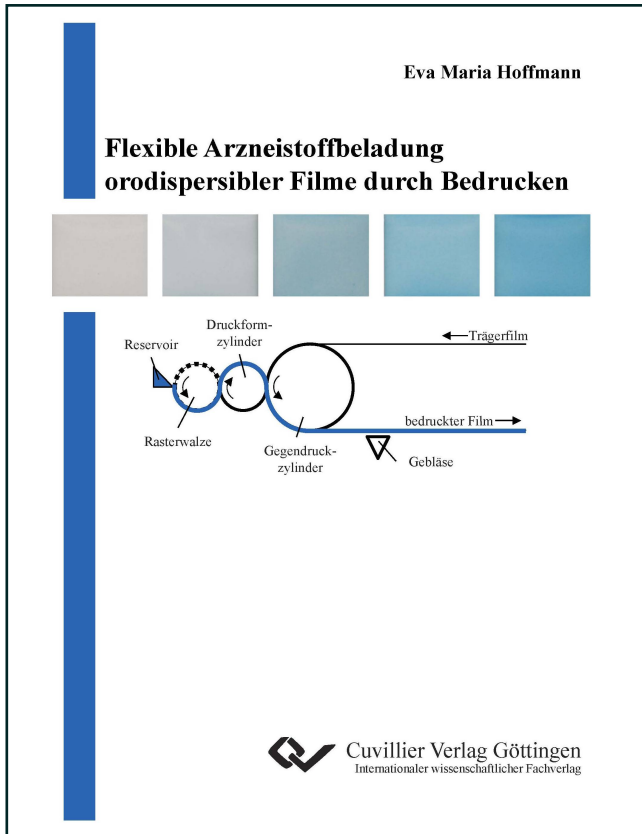 Eva Maria Hoffmann
Flexible Arzneistoffbeladung
orodispersibler Filme durch Bedrucken
Druckform-
zylinder
Reservoir
Trägerfilm
Rasterwalze
Gegendruck-
zylinder
bedruckter Film
Gebläse
Cuvillier Verlag Göttingen
Internationaler wissenschaftlicher Fachverlag